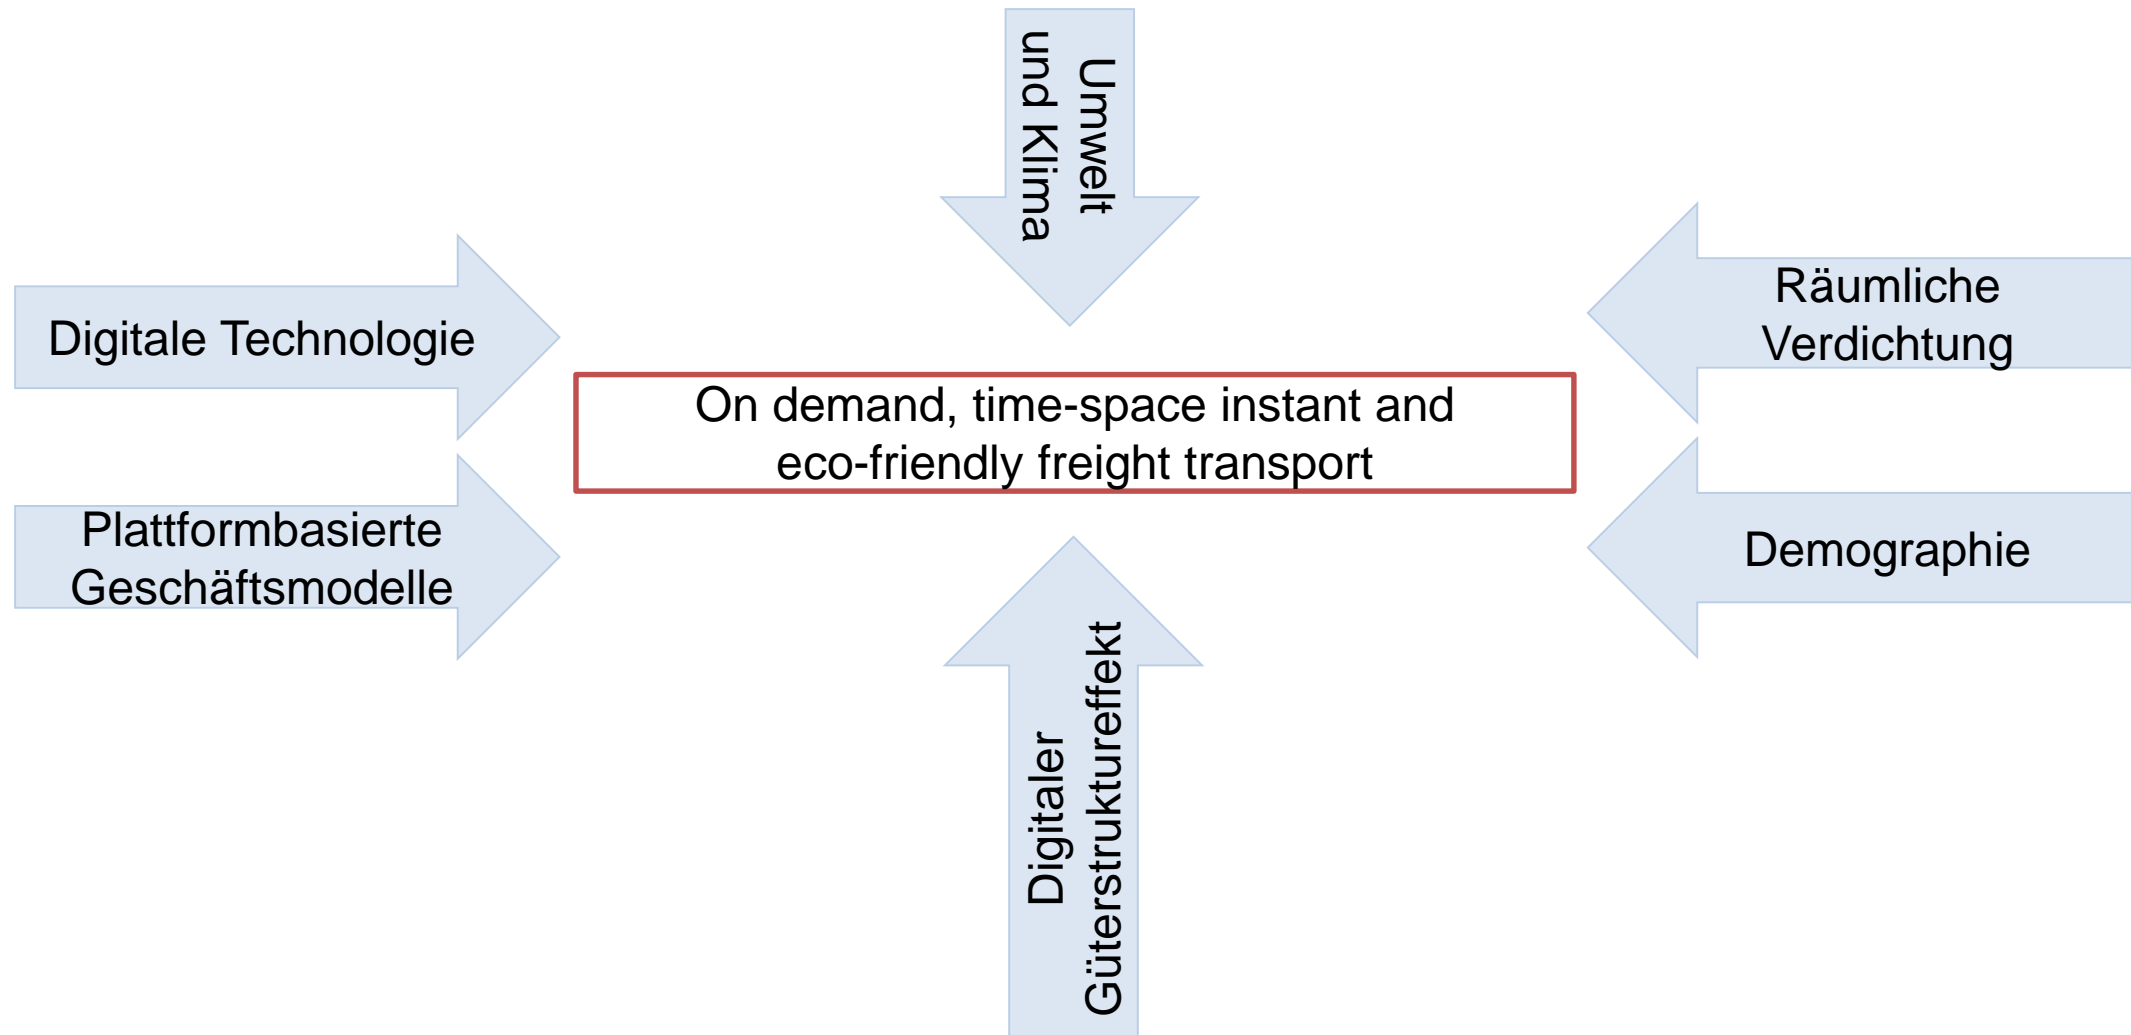 Umwelt
und Klima
Digitale Technologie
Räumliche
Verdichtung
On demand, time-space instant and
eco-friendly freight transport
Plattformbasierte
Geschäftsmodelle
Demographie
Digitaler
Güterstruktureffekt